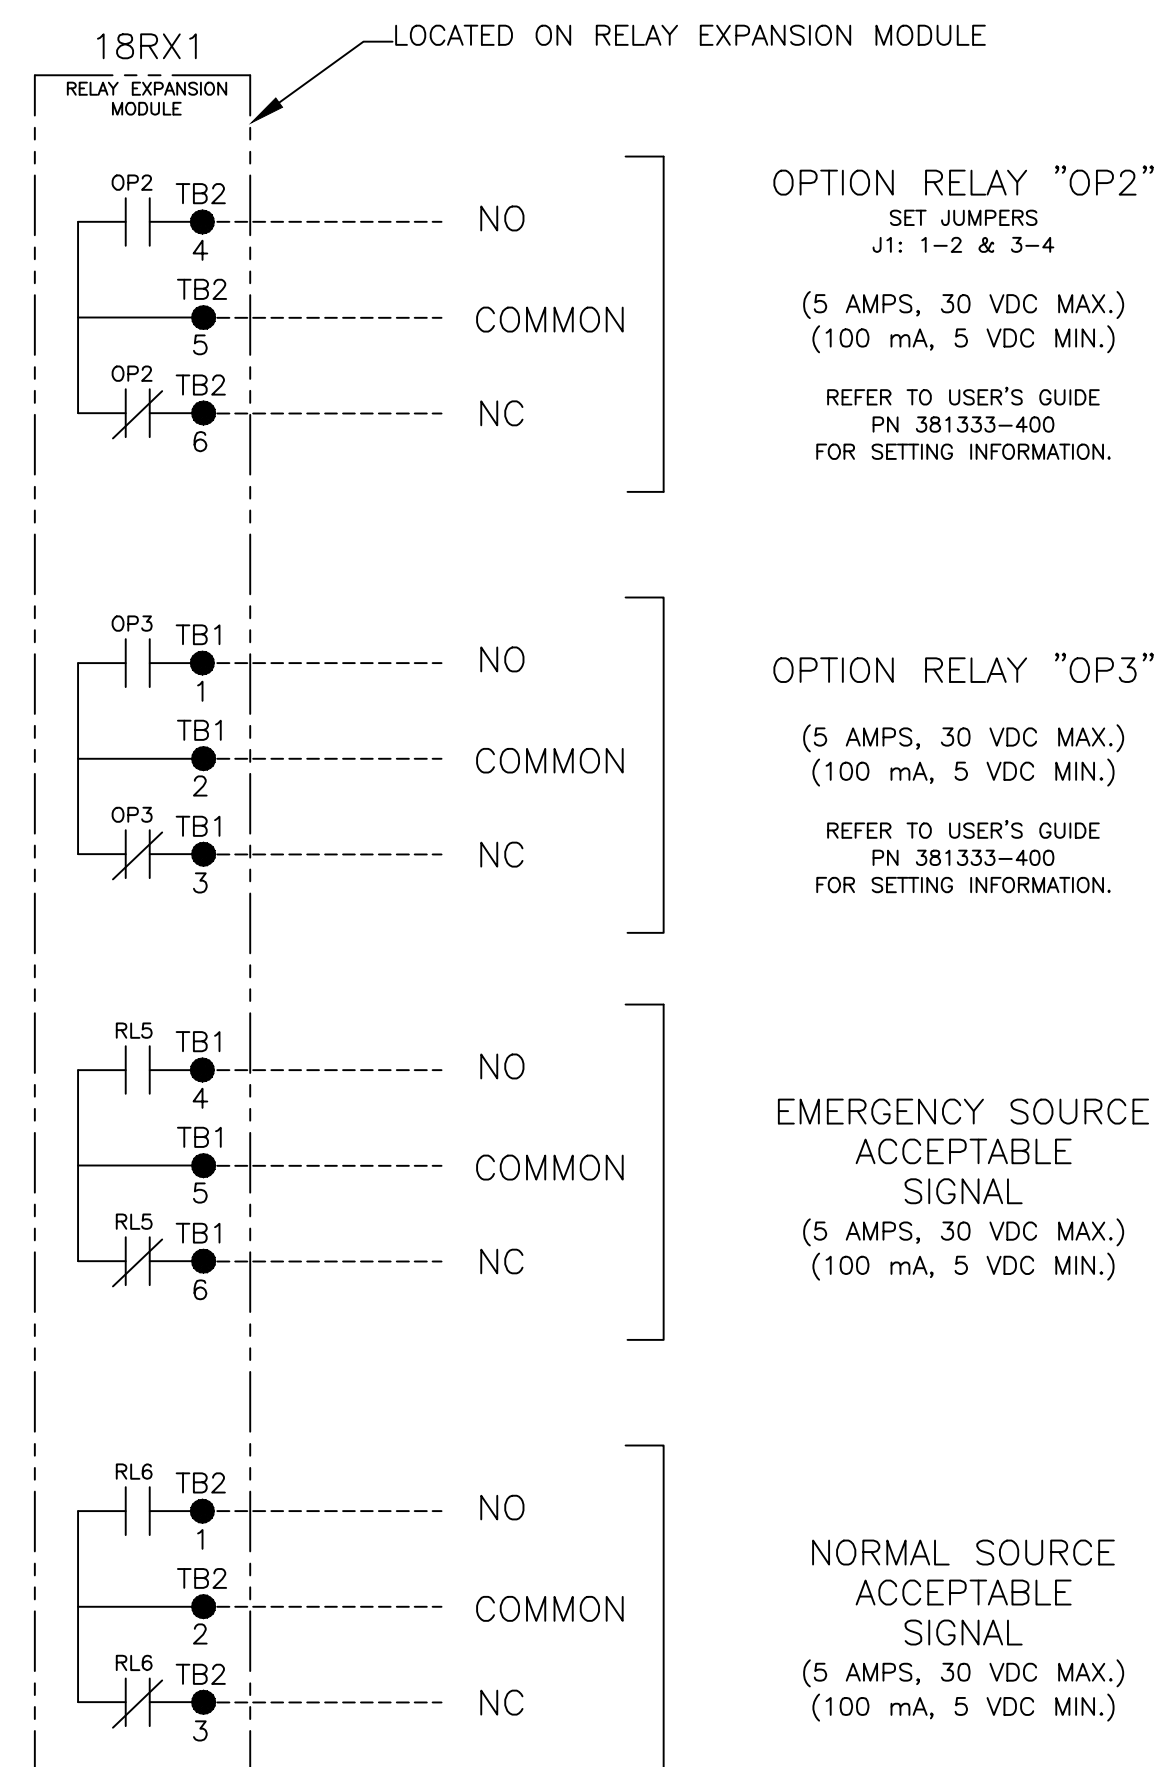 18RX1
LOCATED ON RELAY EXPANSION MODULE
RELAY EXPANSION
MODULE
OP2 TB2
4
NO
TB2
5
COMMON
OP2 TB2
6
NC
OPTION RELAY "OP2"
SET JUMPERS
J1: 1-2 & 3-4
(5 AMPS, 30 VDC MAX.)
(100 mA, 5 VDC MIN.)
REFER TO USER'S GUIDE
PN 381333-400
FOR SETTING INFORMATION.
OP3 TB1
1
NO
TB1
2
COMMON
OP3 TB1
3
NC
OPTION RELAY "OP3"
(5 AMPS, 30 VDC MAX.)
(100 mA, 5 VDC MIN.)
REFER TO USER'S GUIDE
PN 381333-400
FOR SETTING INFORMATION.
RL5 TB1
4
NO
TB1
5
COMMON
RL5 TB1
6
NC
EMERGENCY SOURCE
ACCEPTABLE
SIGNAL
(5 AMPS, 30 VDC MAX.)
(100 mA, 5 VDC MIN.)
RL6 TB2
1
NO
TB2
2
COMMON
RL6 TB2
3
NC
NORMAL SOURCE
ACCEPTABLE
SIGNAL
(5 AMPS, 30 VDC MAX.)
(100 mA, 5 VDC MIN.)